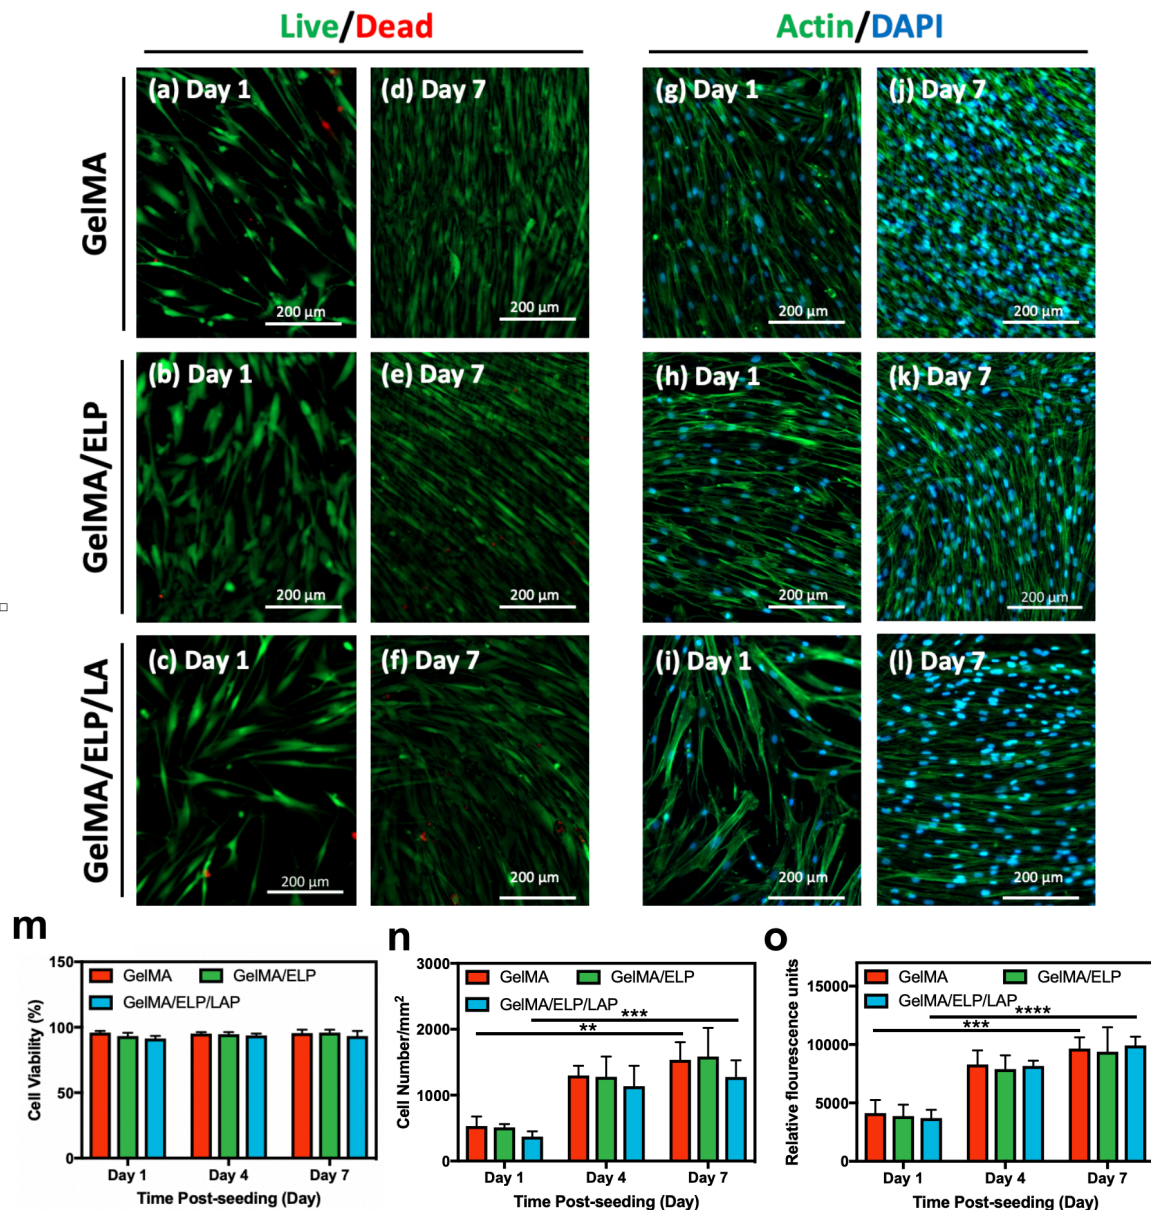 Live/Dead
Actin/DAPI
GelMA
(a) Day 1
(d) Day 7
(g) Day 1
(j) Day 7
200 µm
200 µm
200 µm
200 µm
GelMA/ELP
(b) Day 1
(e) Day 7
(h) Day 1
(k) Day 7
200 µm
200 µm
200 µm
200 µm
GelMA/ELP/LA
(c) Day 1
(f) Day 7
(i) Day 1
(l) Day 7
200 µm
200 µm
200 µm
200 µm
m
Cell Viability (%)
150
100
50
0
GelMA
GelMA/ELP
GelMA/ELP/LAP
Day 1
Day 4
Day 7
Time Post-seeding (Day)
n
Cell Number/mm²
3000
2000
1000
0
GelMA
GelMA/ELP
GelMA/ELP/LAP
***
**
Day 1
Day 4
Day 7
Time Post-seeding (Day)
o
Relative flourescence units
15000
10000
5000
0
GelMA
GelMA/ELP
GelMA/ELP/LAP
****
***
Day 1
Day 4
Day 7
Time Post-seeding (Day)